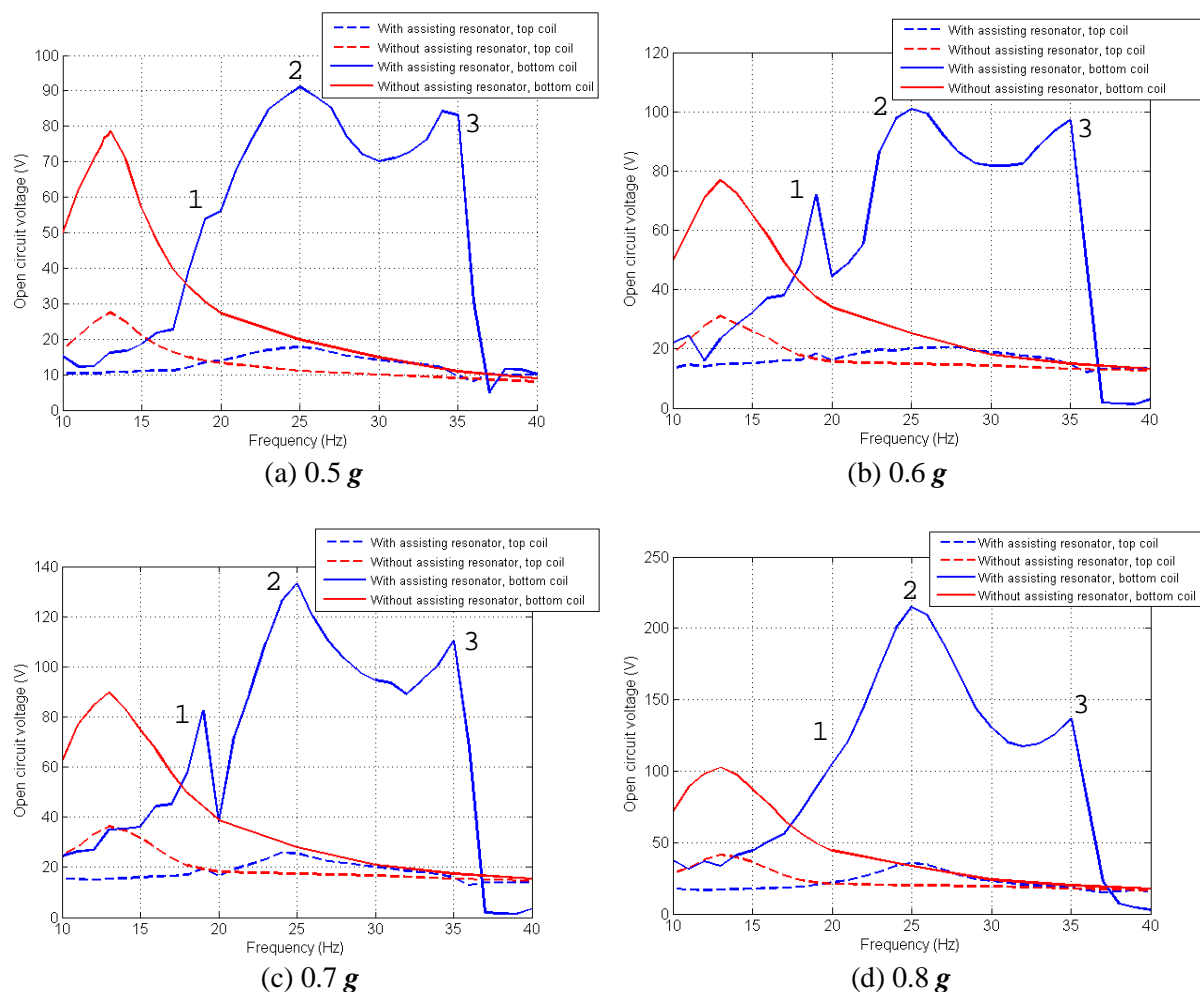 With assisting resonator, top coil
Without assisting resonator, top coil
With assisting resonator, bottom coil
Without assisting resonator, bottom coil
100
90
80
70
60
50
40
30
20
10
0
Open circuit voltage (V)
1
2
3
10 15 20 25 30 35 40
Frequency (Hz)
(a) 0.5 g
With assisting resonator, top coil
Without assisting resonator, top coil
With assisting resonator, bottom coil
Without assisting resonator, bottom coil
120
100
80
60
40
20
0
Open circuit voltage (V)
1
2
3
10 15 20 25 30 35 40
Frequency (Hz)
(b) 0.6 g
With assisting resonator, top coil
Without assisting resonator, top coil
With assisting resonator, bottom coil
Without assisting resonator, bottom coil
140
120
100
80
60
40
20
0
Open circuit voltage (V)
1
2
3
10 15 20 25 30 35 40
Frequency (Hz)
(c) 0.7 g
With assisting resonator, top coil
Without assisting resonator, top coil
With assisting resonator, bottom coil
Without assisting resonator, bottom coil
250
200
150
100
50
0
Open circuit voltage (V)
1
2
3
10 15 20 25 30 35 40
Frequency (Hz)
(d) 0.8 g